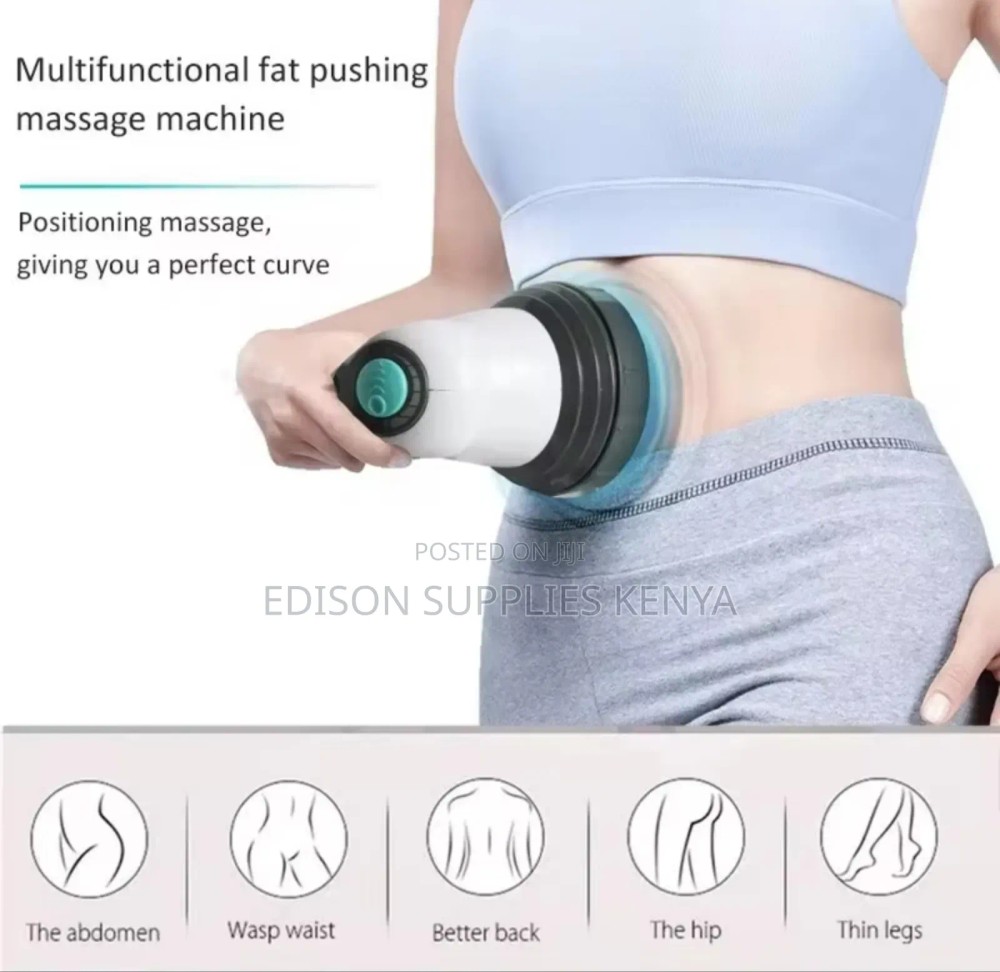 Multifunctional fat pushing
massage machine
Positioning massage,
giving you a perfect curve
POSTED ON JIJI
EDISON SUPPLIES KENYA
The abdomen
Wasp waist
Better back
The hip
Thin legs